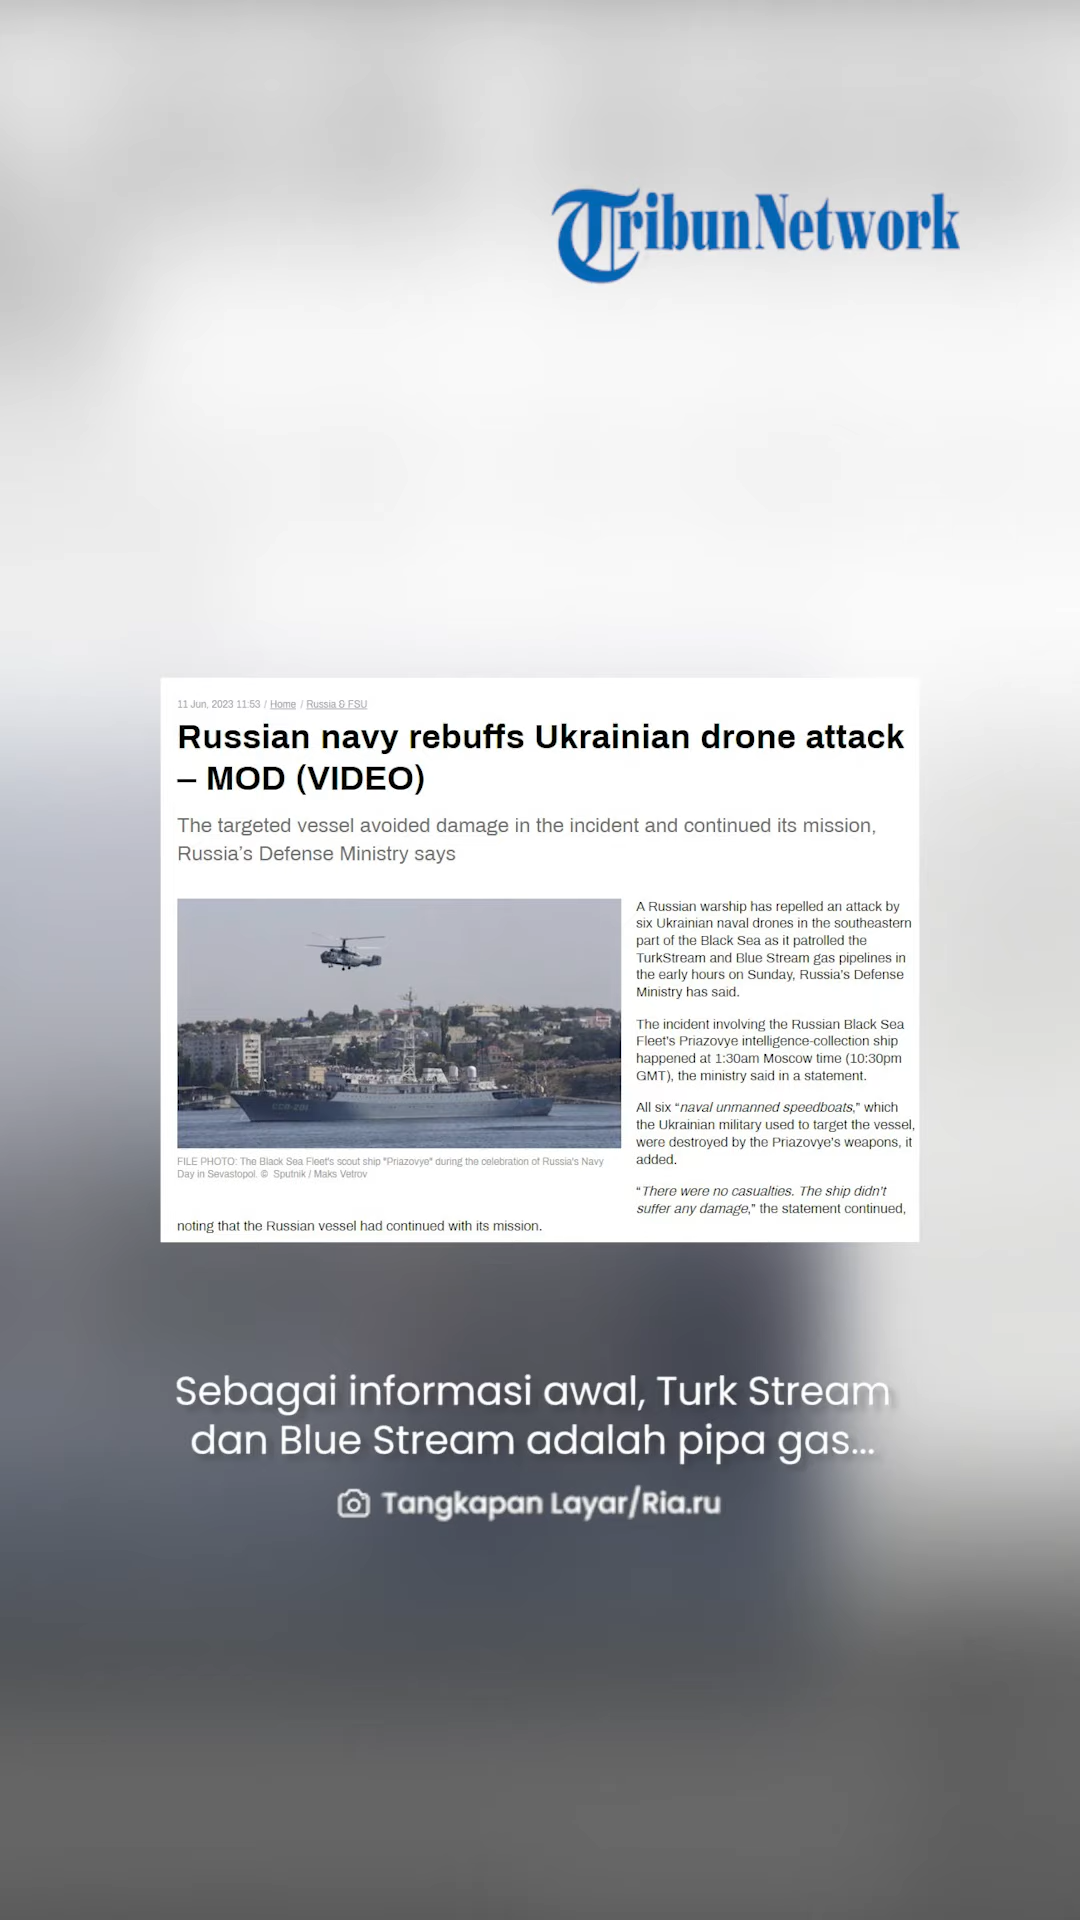 TribunNetwork
11 Jun, 2023 11:53 / Home / Russia & FSU
Russian navy rebuffs Ukrainian drone attack
– MOD (VIDEO)
The targeted vessel avoided damage in the incident and continued its mission,
Russia’s Defense Ministry says
A Russian warship has repelled an attack by
six Ukrainian naval drones in the southeastern
part of the Black Sea as it patrolled the
TurkStream and Blue Stream gas pipelines in
the early hours on Sunday, Russia’s Defense
Ministry has said.
The incident involving the Russian Black Sea
Fleet’s Priazovye intelligence-collection ship
happened at 1:30am Moscow time (10:30pm
GMT), the ministry said in a statement.
All six “naval unmanned speedboats,” which
the Ukrainian military used to target the vessel,
were destroyed by the Priazovye’s weapons, it
added.
“There were no casualties. The ship didn’t
suffer any damage,” the statement continued,
noting that the Russian vessel had continued with its mission.
CCB-201
FILE PHOTO: The Black Sea Fleet's scout ship "Priazovye" during the celebration of Russia's Navy
Day in Sevastopol. © Sputnik / Maks Vetrov
Sebagai informasi awal, Turk Stream
dan Blue Stream adalah pipa gas...
Tangkapan Layar/Ria.ru